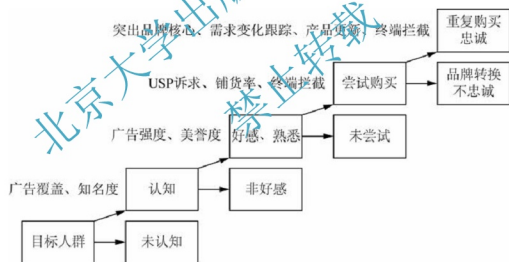 突出品牌核心、需求变化跟踪、产品更新、终端拦截
重复购买
忠诚
USP诉求、铺货率、终端拦截
尝试购买
品牌转换
不忠诚
广告强度、美誉度
好感、熟悉
未尝试
广告覆盖、知名度
认知
非好感
目标人群
未认知
北京大学出版
禁止转载